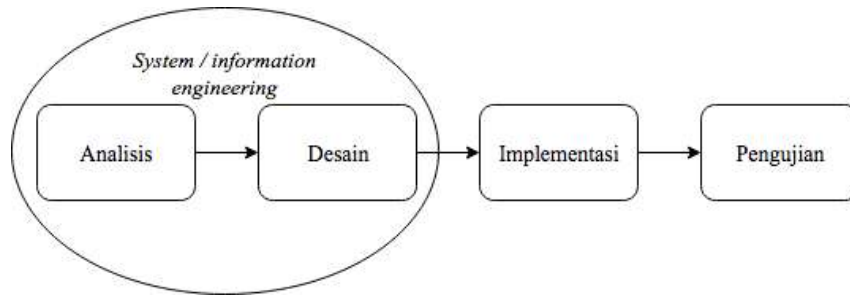 System / information
engineering
Analisis
Desain
Implementasi
Pengujian